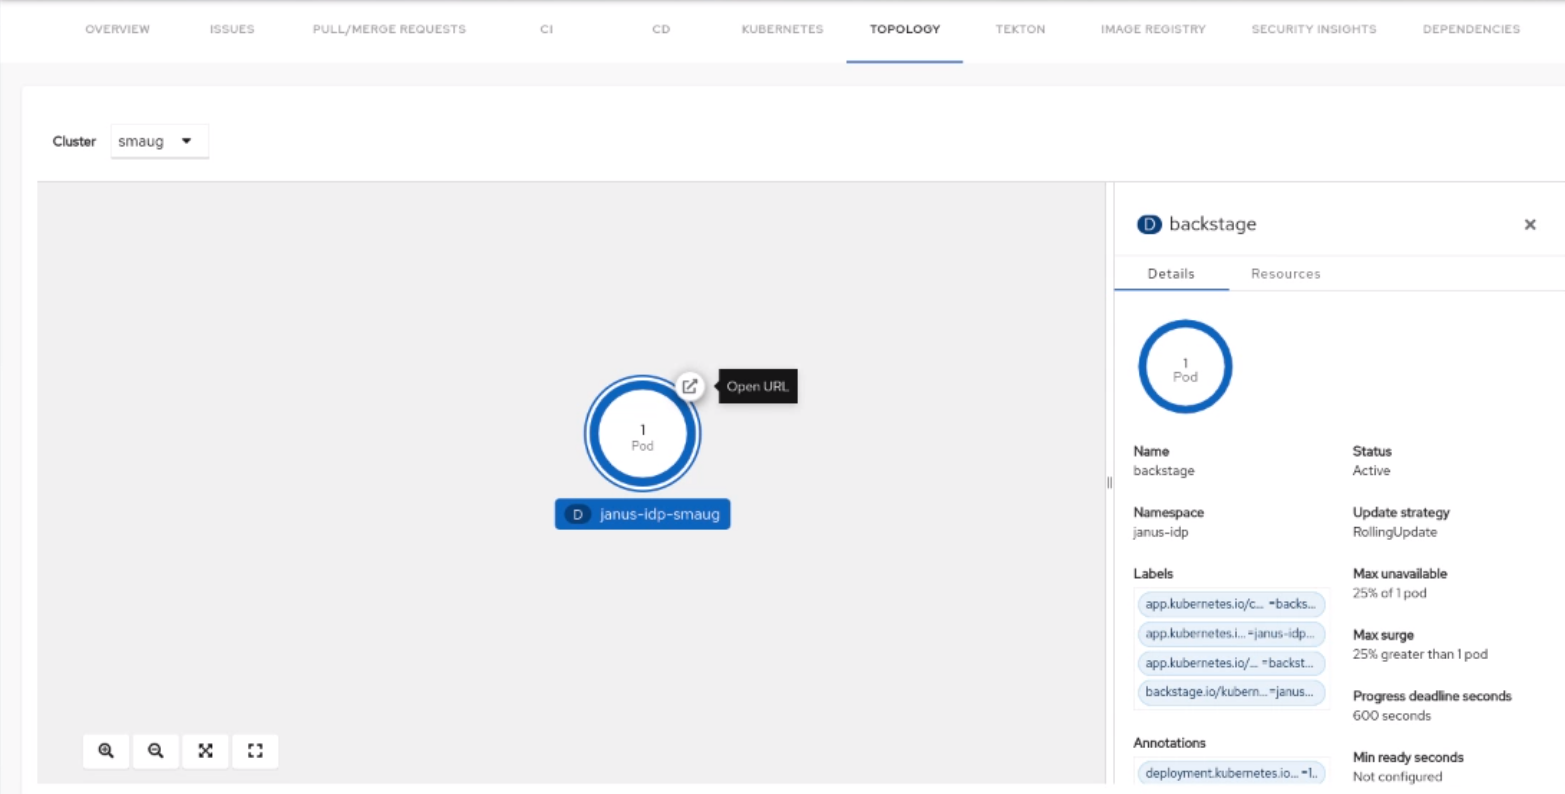 OVERVIEW ISSUES PULL/MERGE REQUESTS CI CD KUBERNETES TOPOLOGY TEKTON IMAGE REGISTRY SECURITY INSIGHTS DEPENDENCIES
Cluster smaug
Open URL
1
Pod
D janus-idp-smaug
D backstage
Details Resources
1
Pod
Name
backstage
Status
Active
Namespace
janus-idp
Update strategy
RollingUpdate
Labels
app.kubernetes.io/c... =backs...
app.kubernetes.i... =janus-idp...
app.kubernetes.io/... =backst...
backstage.io/kubern...=janus...
Max unavailable
25% of 1 pod
Max surge
25% greater than 1 pod
Progress deadline seconds
600 seconds
Annotations
deployment.kubernetes.io... =1..
Min ready seconds
Not configured